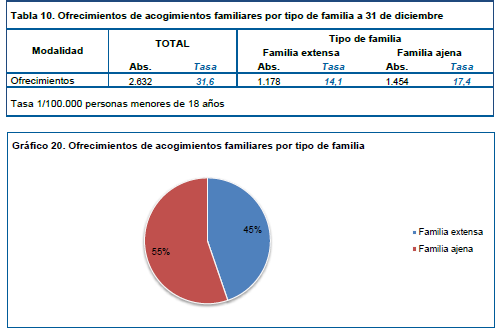 Tabla 10. Ofrecimientos de acogimientos familiares por tipo de familia a 31 de diciembre
Modalidad
TOTAL
Tipo de familia
Familia extensa
Familia ajena
Abs. Tasa Abs. Tasa Abs. Tasa
Ofrecimientos 2.632 31,6 1.178 14,1 1.454 17,4
Tasa 1/100.000 personas menores de 18 años
Gráfico 20. Ofrecimientos de acogimientos familiares por tipo de familia
45%
55%
Familia extensa
Familia ajena